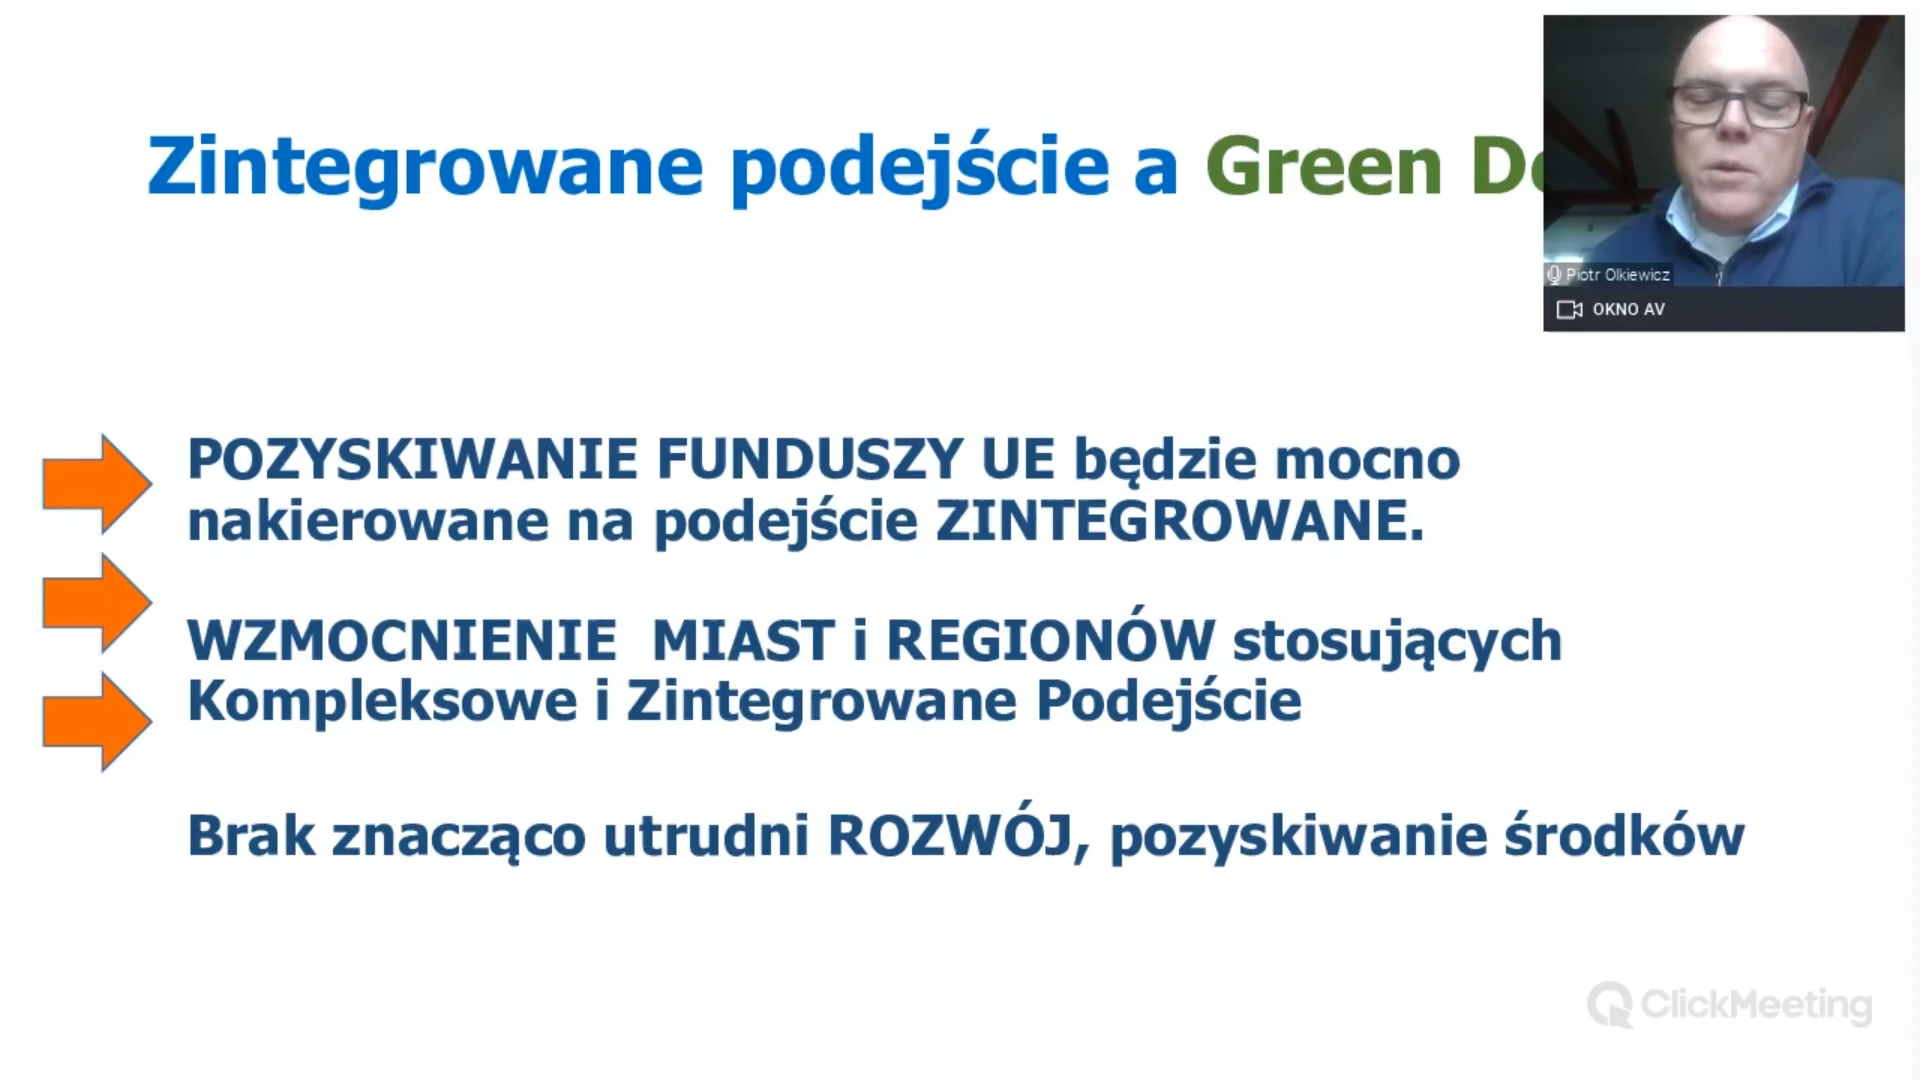 Zintegrowane podejście a Green
Piotr Olkiewicz
OKNO AV
POZYSKIWANIE FUNDUSZY UE będzie mocno
nakierowane na podejście ZINTEGROWANE.
WZMOCNIENIE MIAST i REGIONÓW stosujących
Kompleksowe i Zintegrowane Podejście
Brak znacząco utrudni ROZWÓJ, pozyskiwanie środków
ClickMeeting